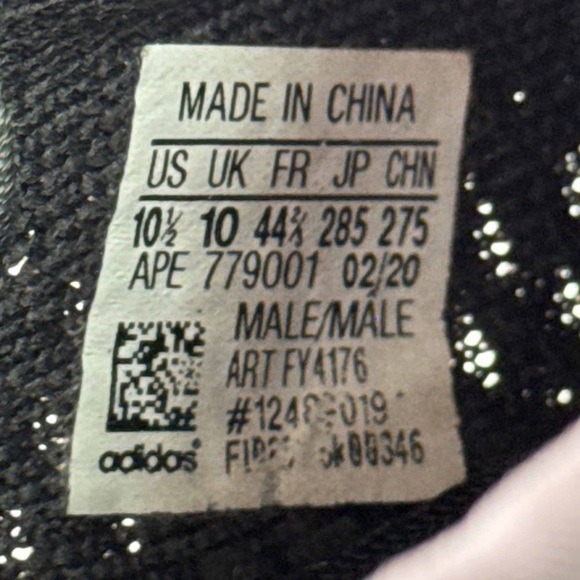 MADE IN CHINA
US UK FR JP CHN
10½ 10 44⅔ 285 275
APE 779001 02/20
MALE/MÂLE
ART FY4176
adidas®